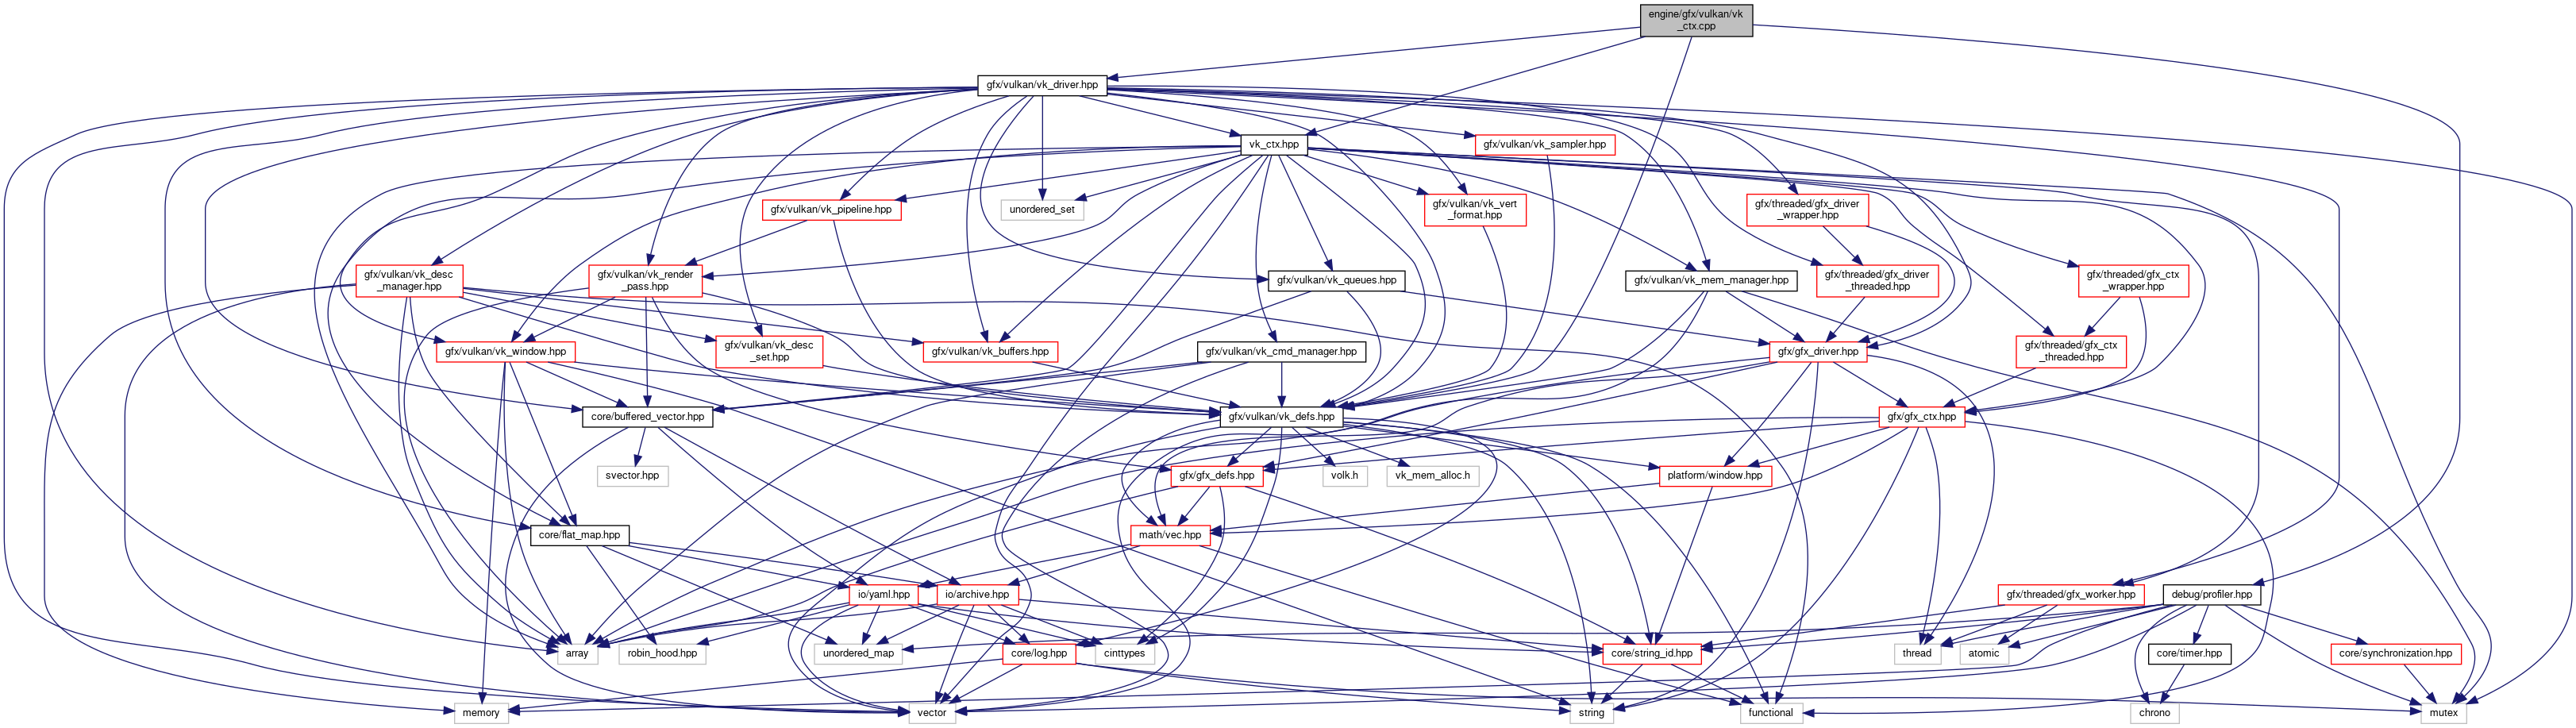 engine/gfx/vulkan/vk
_ctx.cpp
gfx/vulkan/vk_driver.hpp
vk_ctx.hpp
gfx/vulkan/vk_sampler.hpp
gfx/vulkan/vk_pipeline.hpp
unordered_set
gfx/vulkan/vk_vert
_format.hpp
gfx/threaded/gfx_driver
_wrapper.hpp
gfx/vulkan/vk_desc
_manager.hpp
gfx/vulkan/vk_render
_pass.hpp
gfx/vulkan/vk_queues.hpp
gfx/vulkan/vk_mem_manager.hpp
gfx/threaded/gfx_driver
_threaded.hpp
gfx/threaded/gfx_ctx
_wrapper.hpp
gfx/vulkan/vk_window.hpp
gfx/vulkan/vk_desc
_set.hpp
gfx/vulkan/vk_buffers.hpp
gfx/vulkan/vk_cmd_manager.hpp
gfx/gfx_driver.hpp
gfx/threaded/gfx_ctx
_threaded.hpp
core/buffered_vector.hpp
gfx/vulkan/vk_defs.hpp
gfx/gfx_ctx.hpp
svector.hpp
gfx/gfx_defs.hpp
volk.h
vk_mem_alloc.h
platform/window.hpp
core/flat_map.hpp
math/vec.hpp
io/yaml.hpp
io/archive.hpp
gfx/threaded/gfx_worker.hpp
debug/profiler.hpp
array
robin_hood.hpp
unordered_map
core/log.hpp
cinttypes
core/string_id.hpp
thread
atomic
core/timer.hpp
core/synchronization.hpp
memory
vector
string
functional
chrono
mutex